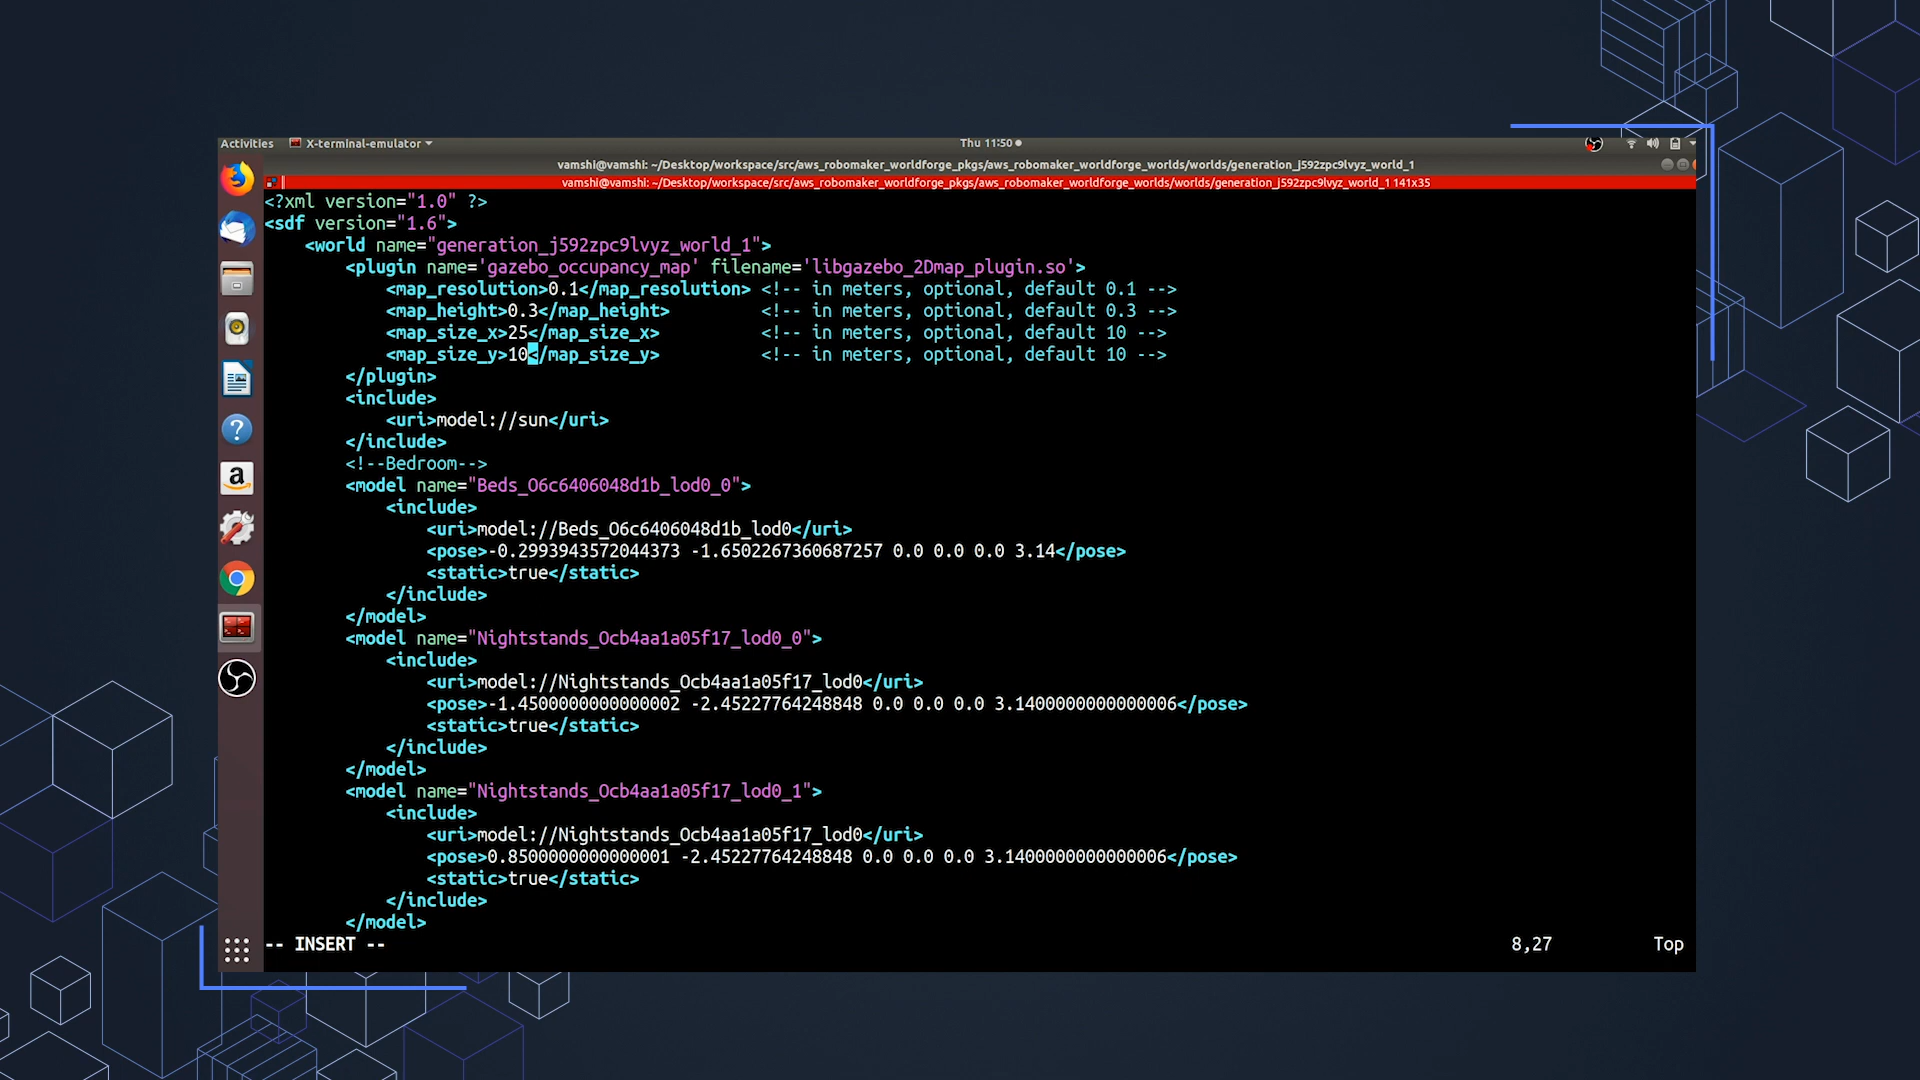 Activities X-terminal-emulator Thu 11:50
vamshi@vamshi: ~/Desktop/workspace/src/aws_robomaker_worldforge_pkgs/aws_robomaker_worldforge_worlds/worlds/generation_j592zpc9lvyz_world_1
vamshi@vamshi: ~/Desktop/workspace/src/aws_robomaker_worldforge_pkgs/aws_robomaker_worldforge_worlds/worlds/generation_j592zpc9lvyz_world_1 141x35
<?xml version="1.0" ?>
<sdf version="1.6">
<world name="generation_j592zpc9lvyz_world_1">
<plugin name='gazebo_occupancy_map' filename='libgazebo_2Dmap_plugin.so'>
<map_resolution>0.1</map_resolution> <!-- in meters, optional, default 0.1 -->
<map_height>0.3</map_height> <!-- in meters, optional, default 0.3 -->
<map_size_x>25</map_size_x> <!-- in meters, optional, default 10 -->
<map_size_y>10</map_size_y> <!-- in meters, optional, default 10 -->
</plugin>
<include>
<uri>model://sun</uri>
</include>
<!--Bedroom-->
<model name="Beds_O6c6406048d1b_lod0_0">
<include>
<uri>model://Beds_O6c6406048d1b_lod0</uri>
<pose>-0.2993943572044373 -1.6502267360687257 0.0 0.0 0.0 3.14</pose>
<static>true</static>
</include>
</model>
<model name="Nightstands_Ocb4aa1a05f17_lod0_0">
<include>
<uri>model://Nightstands_Ocb4aa1a05f17_lod0</uri>
<pose>-1.4500000000000002 -2.45227764248848 0.0 0.0 0.0 3.1400000000000006</pose>
<static>true</static>
</include>
</model>
<model name="Nightstands_Ocb4aa1a05f17_lod0_1">
<include>
<uri>model://Nightstands_Ocb4aa1a05f17_lod0</uri>
<pose>0.8500000000000001 -2.45227764248848 0.0 0.0 0.0 3.1400000000000006</pose>
<static>true</static>
</include>
</model>
-- INSERT -- 8,27 Top